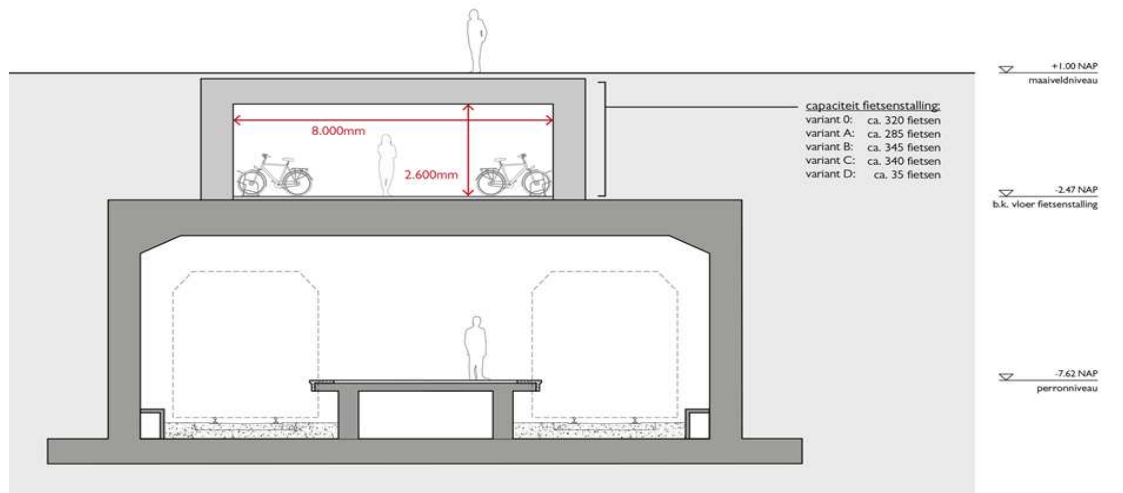 +1.00 NAP
maaiveldniveau
capaciteit fietsenstalling:
variant 0: ca. 320 fietsen
variant A: ca. 285 fietsen
variant B: ca. 345 fietsen
variant C: ca. 340 fietsen
variant D: ca. 35 fietsen
8.000mm
2.600mm
-2.47 NAP
b.k. vloer fietsenstalling
-7.62 NAP
perronniveau